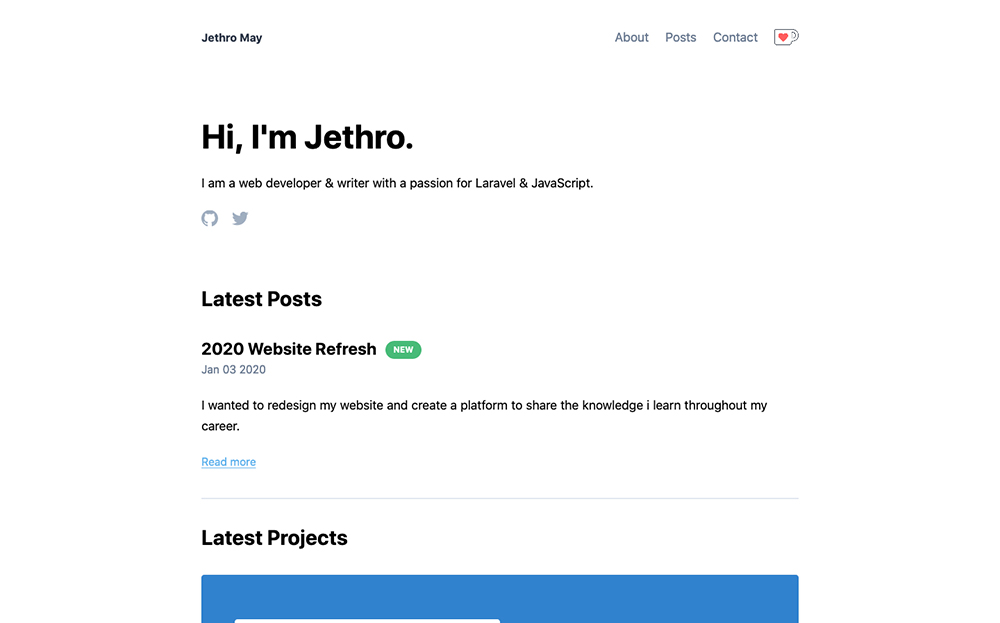 Jethro May
About Posts Contact
Hi, I'm Jethro.
I am a web developer & writer with a passion for Laravel & JavaScript.
Latest Posts
2020 Website Refresh NEW
Jan 03 2020
I wanted to redesign my website and create a platform to share the knowledge i learn throughout my
career.
Read more
Latest Projects